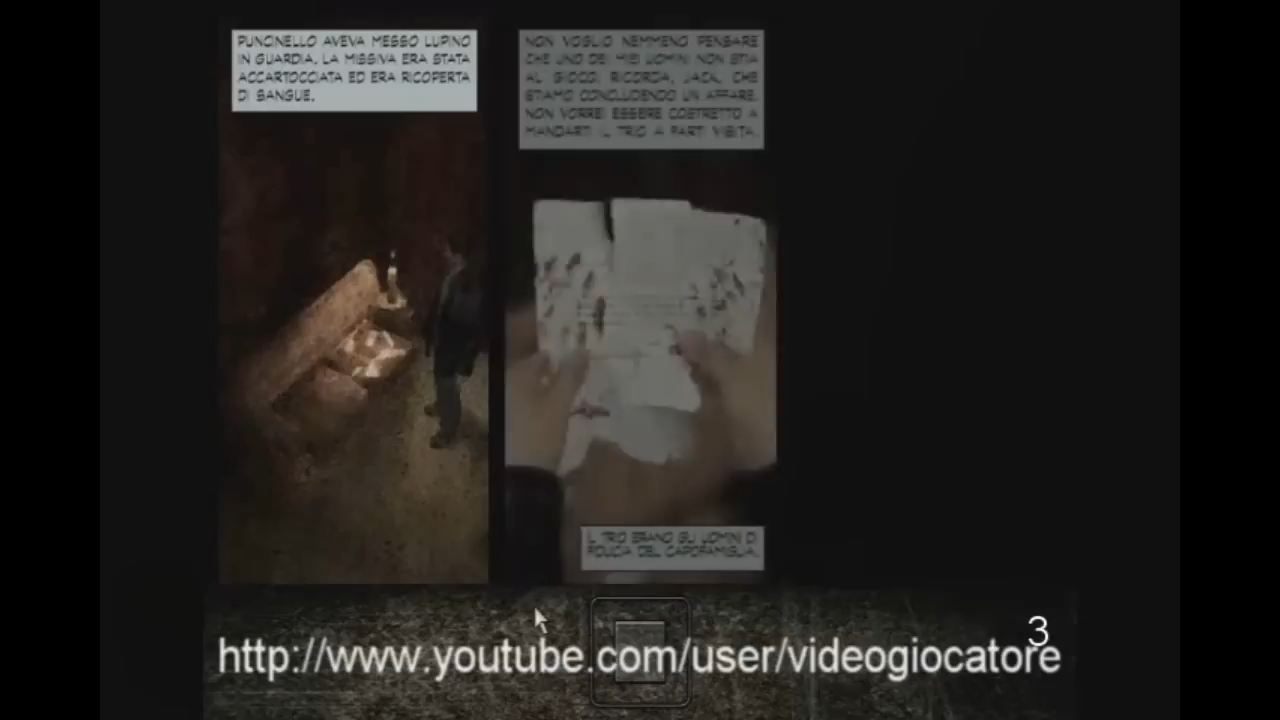 PUNCINELLO AVEVA MESSO LUPINO
IN GUARDIA. LA MISSIVA ERA STATA
ACCARTOCCIATA ED ERA RICOPERTA
DI SANGUE.
NON VOGLIO NEMMENO PENSARE
CHE UNO DEI MIEI UOMINI NON STIA
AL GIOCO. RICORDA, JACK, CHE
STIAMO CONCLUDENDO UN AFFARE.
NON VORREI ESSERE COSTRETTO A
MANDARTI IL TRIO A FARTI VISITA.
IL TRIO ERANO GLI UOMINI DI
FIDUCIA DEL CAPOFAMIGLIA.
3
http://www.youtube.com/user/videogiocatore